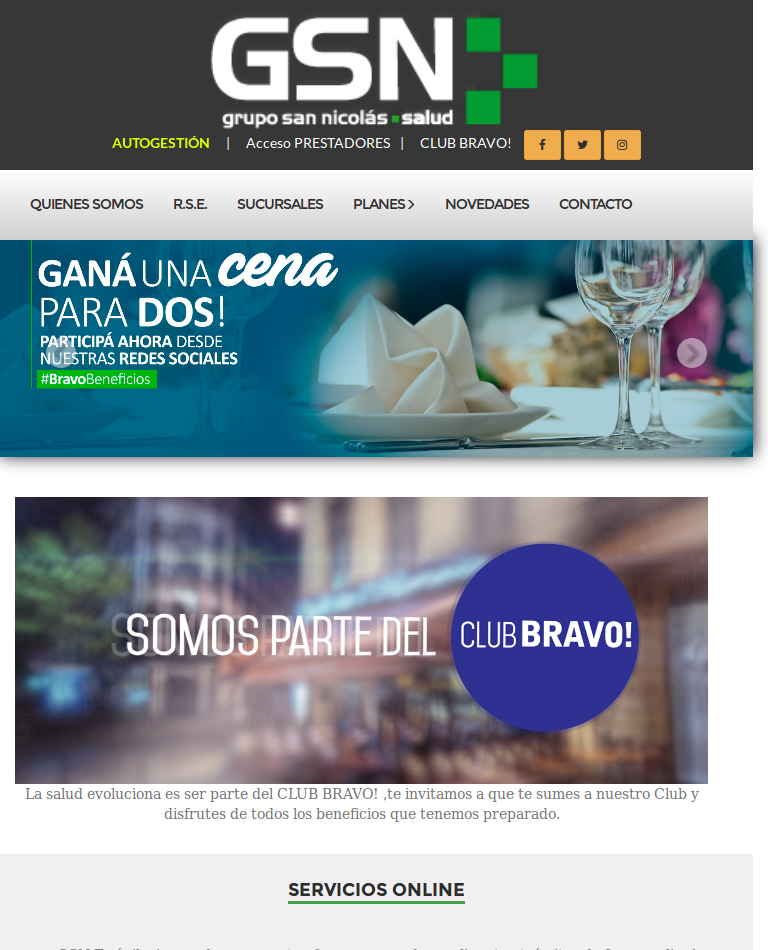 GSN
grupo san nicolás salud
AUTOGESTIÓN | Acceso PRESTADORES | CLUB BRAVO!
QUIENES SOMOS R.S.E. SUCURSALES PLANES NOVEDADES CONTACTO
GANÁ UNA cena
PARA DOS!
PARTICIPÁ AHORA DESDE
NUESTRAS REDES SOCIALES
#BravoBeneficios
SOMOS PARTE DEL CLUB BRAVO!
La salud evoluciona es ser parte del CLUB BRAVO! ,te invitamos a que te sumes a nuestro Club y
disfrutes de todos los beneficios que tenemos preparado.
SERVICIOS ONLINE